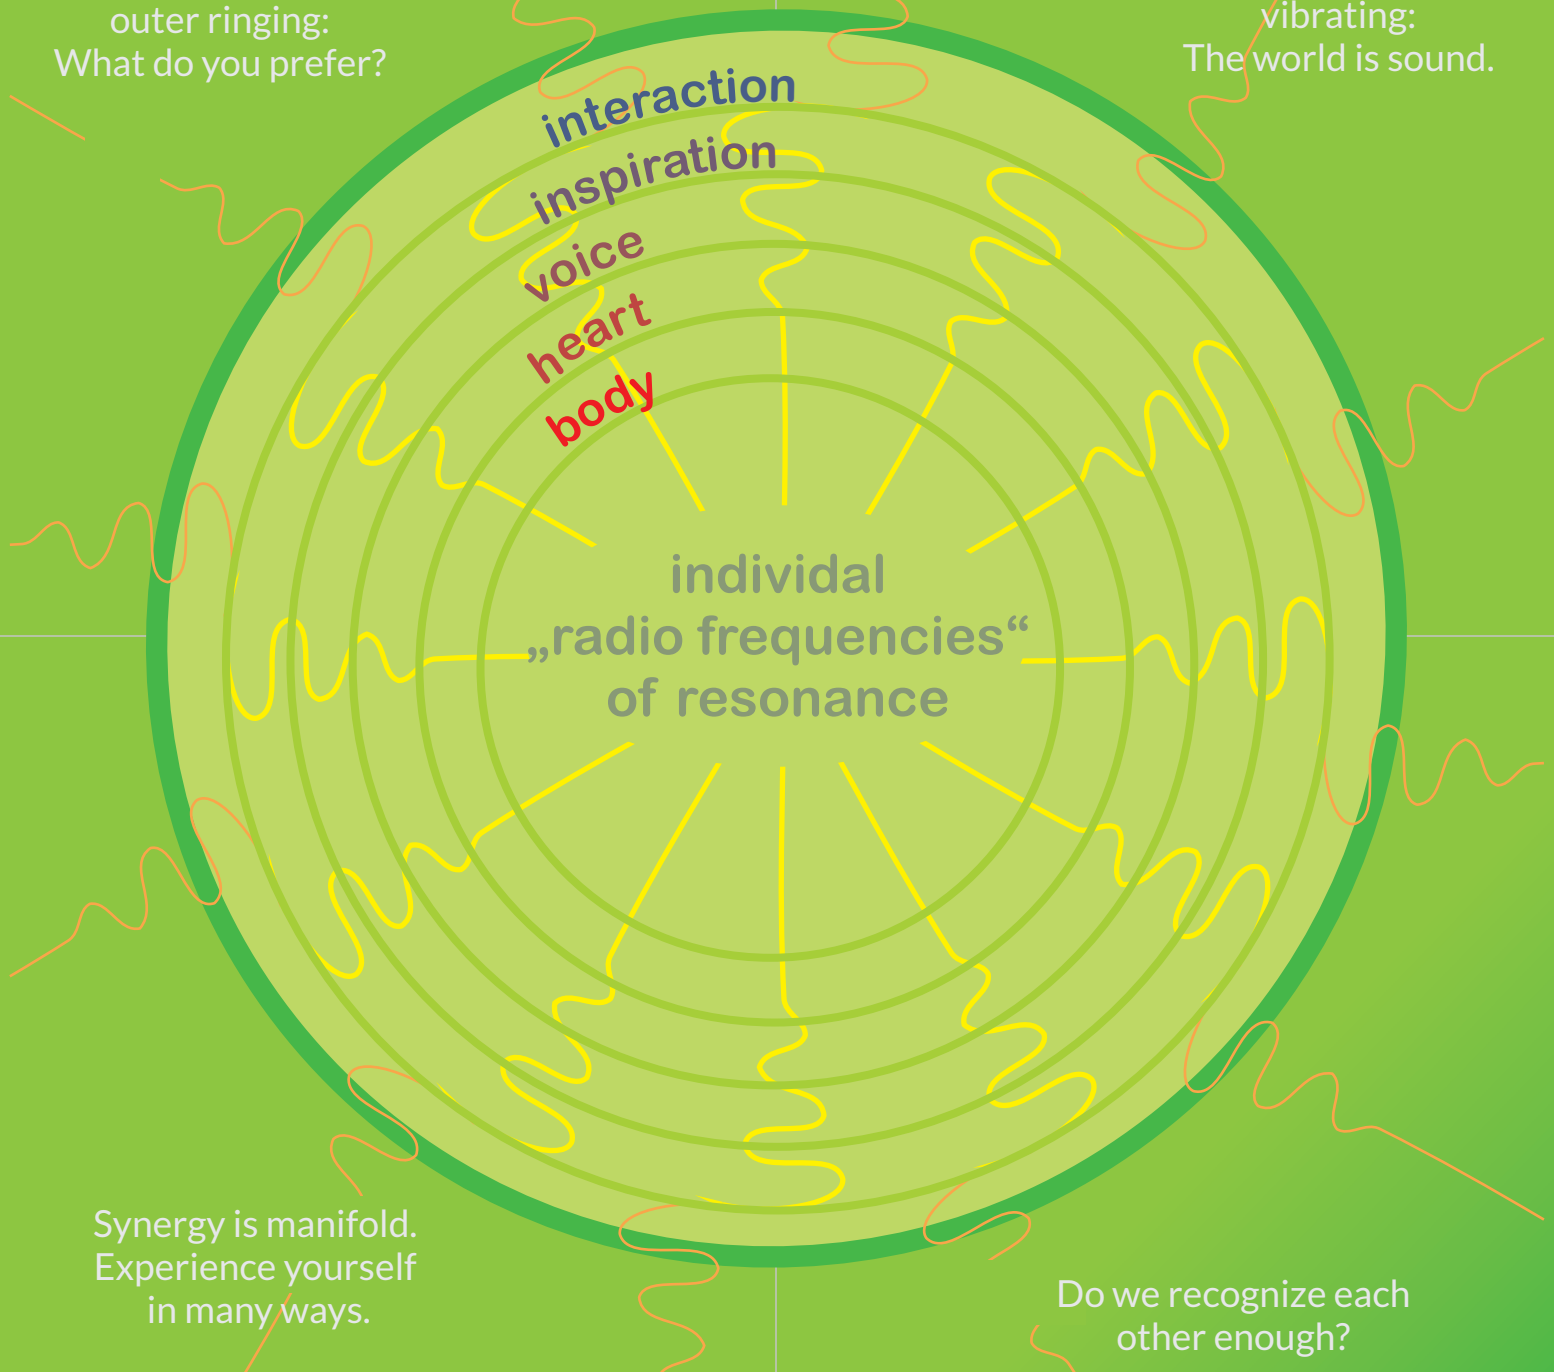 outer ringing:
What do you prefer?
vibrating:
The world is sound.
interaction
inspiration
voice
heart
body
individal
„radio frequencies“
of resonance
Synergy is manifold.
Experience yourself
in many ways.
Do we recognize each
other enough?